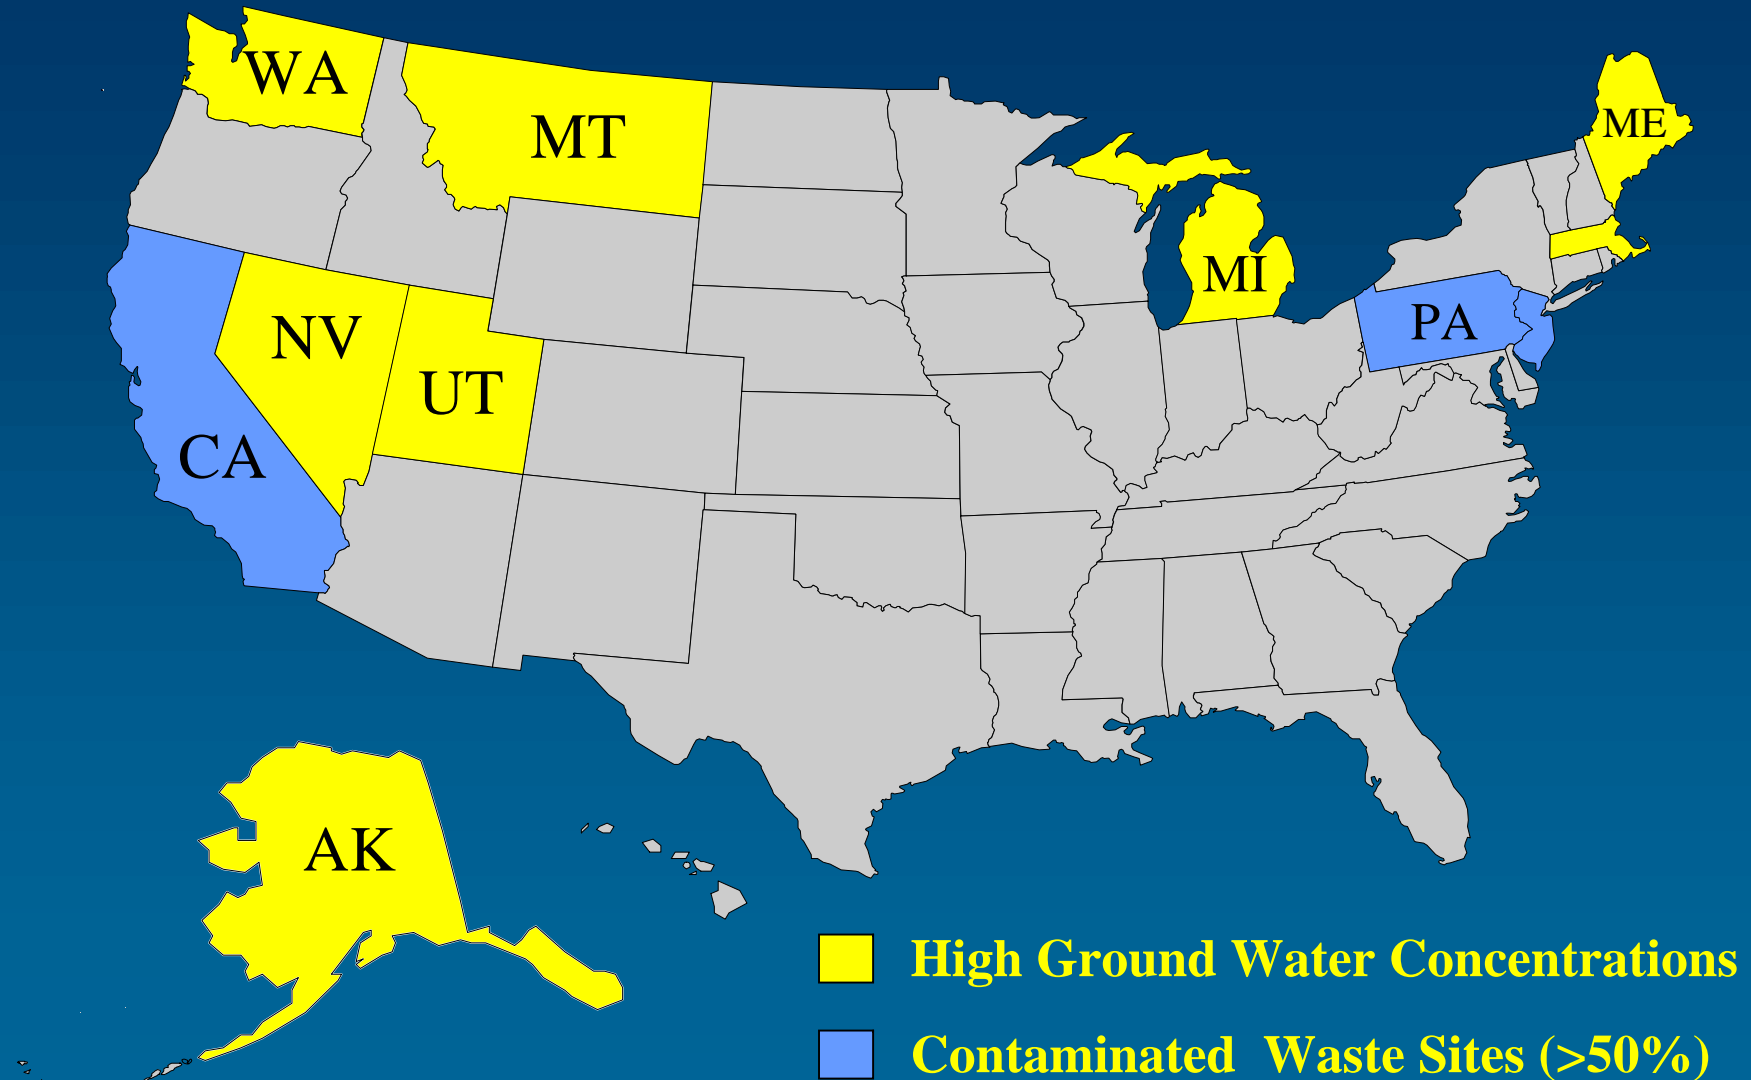 WA
MT
ME
MI
NV
PA
UT
CA
AK
High Ground Water Concentrations
Contaminated  Waste Sites (>50%)